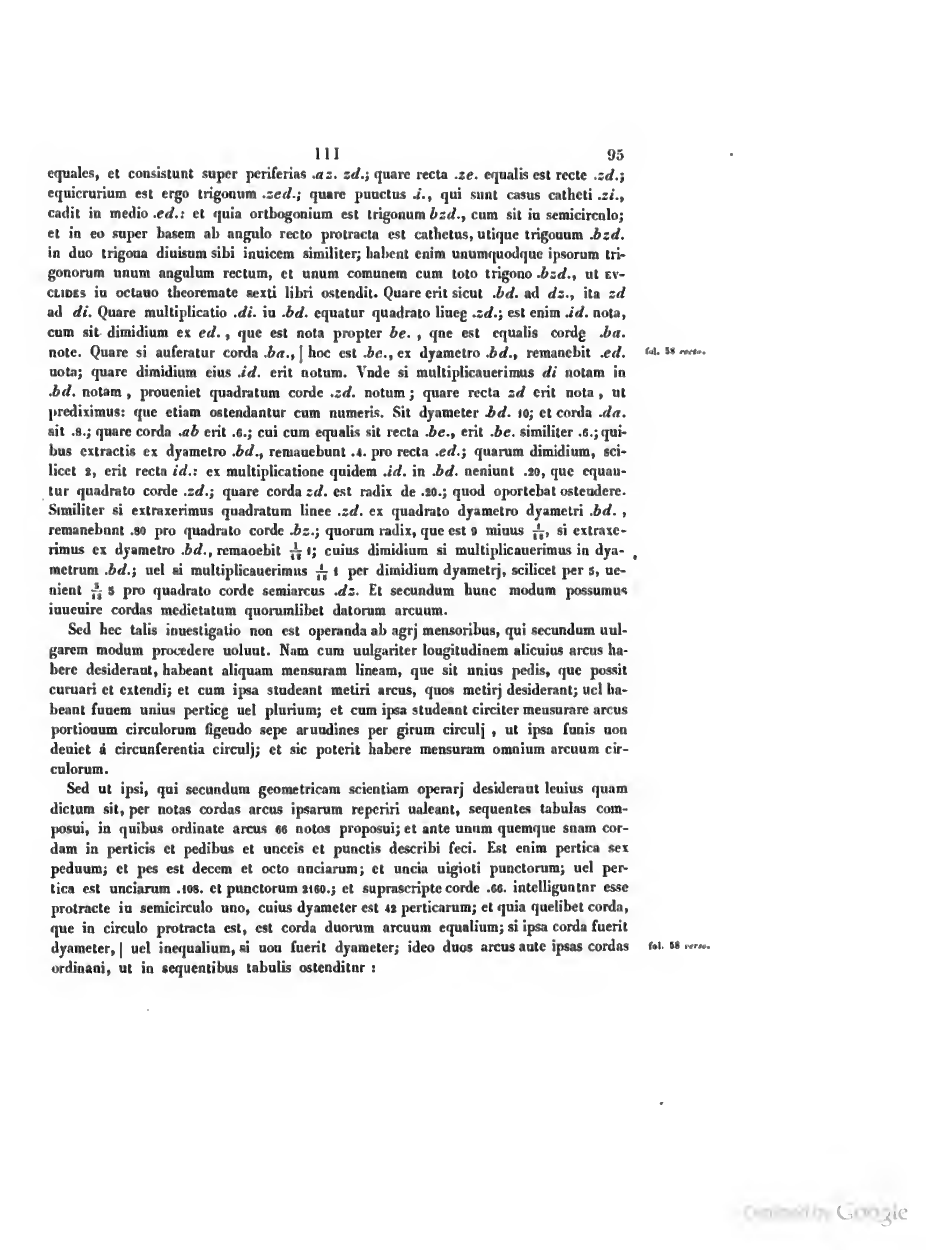 III 95
equales, et consistunt super periferias .az. zd.; quare recta .ze. equalis est recte .zd.;
equicrurium est ergo trigonum .zed.; quare punctus .i., qui sunt casus catheti .zi.,
cadit in medio .ed.: et quia orthogonium est trigonum bzd., cum sit in semicirculo;
et in eo super basem ab angulo recto protracta est cathetus, utique trigonum .bzd.
in duo trigona diuisum sibi inuicem similiter; habent enim unumquodque ipsorum tri-
gonorum unum angulum rectum, et unum comunem cum toto trigono .bzd., ut EV-
CLIDES in octauo theoremate sexti libri ostendit. Quare erit sicut .bd. ad dz., ita zd
ad di. Quare multiplicatio .di. in .bd. equatur quadrato lineę .zd.; est enim .id. nota,
cum sit dimidium ex ed. , que est nota propter be. , que est equalis cordę .ba.
note. Quare si auferatur corda .ba., | hoc est .be., ex dyametro .bd., remanebit .ed.
fol. 58 recto.
nota; quare dimidium eius .id. erit notum. Vnde si multiplicauerimus di notam in
.bd. notam , proueniet quadratum corde .zd. notum ; quare recta zd erit nota , ut
prediximus: que etiam ostendantur cum numeris. Sit dyameter .bd. 10; et corda .da.
sit .8.; quare corda .ab erit .6.; cui cum equalis sit recta .be., erit .be. similiter .6.; qui-
bus extractis ex dyametro .bd., remanebunt .4. pro recta .ed.; quarum dimidium, sci-
licet 2, erit recta id.: ex multiplicatione quidem .id. in .bd. ueniunt .20, que equan-
tur quadrato corde .zd.; quare corda zd. est radix de .20.; quod oportebat ostendere.
Similiter si extraxerimus quadratum linee .zd. ex quadrato dyametro dyametri .bd. ,
remanebunt .80 pro quadrato corde .bz.; quorum radix, que est 9 minus 1/18, si extraxe-
rimus ex dyametro .bd., remanebit 1/18 1; cuius dimidium si multiplicauerimus in dya-
metrum .bd.; uel si multiplicauerimus 1/18 1 per dimidium dyametrj, scilicet per 5, ue-
nient 5/18 5 pro quadrato corde semiarcus .dz. Et secundum hunc modum possumus
inuenire cordas medietatum quorumlibet datorum arcuum.
Sed hec talis inuestigatio non est operanda ab agrj mensoribus, qui secundum uul-
garem modum procedere uolunt. Nam cum uulgariter longitudinem alicuius arcus ha-
bere desiderant, habeant aliquam mensuram lineam, que sit unius pedis, que possit
curuari et extendi; et cum ipsa studeant metiri arcus, quos metirj desiderant; uel ha-
beant funem unius perticę uel plurium; et cum ipsa studeant circiter mensurare arcus
portionum circulorum figendo sepe arundines per girum circulj , ut ipsa funis non
deuiet á circunferentia circulj; et sic poterit habere mensuram omnium arcuum cir-
culorum.
Sed ut ipsi, qui secundum geometricam scientiam operarj desiderant leuius quam
dictum sit, per notas cordas arcus ipsarum reperiri ualeant, sequentes tabulas com-
posui, in quibus ordinate arcus 66 notos proposui; et ante unum quemque suam cor-
dam in perticis et pedibus et unceis et punctis describi feci. Est enim pertica sex
peduum; et pes est decem et octo unciarum; et uncia uigioti punctorum; uel per-
tica est unciarum .108. et punctorum 2160.; et suprascripte corde .66. intelliguntur esse
protracte in semicirculo uno, cuius dyameter est 42 perticarum; et quia quelibet corda,
que in circulo protracta est, est corda duorum arcuum equalium; si ipsa corda fuerit
dyameter, | uel inequalium, si non fuerit dyameter; ideo duos arcus ante ipsas cordas
fol. 58 verso.
ordinani, ut in sequentibus tabulis ostenditur :
Digitized by Google